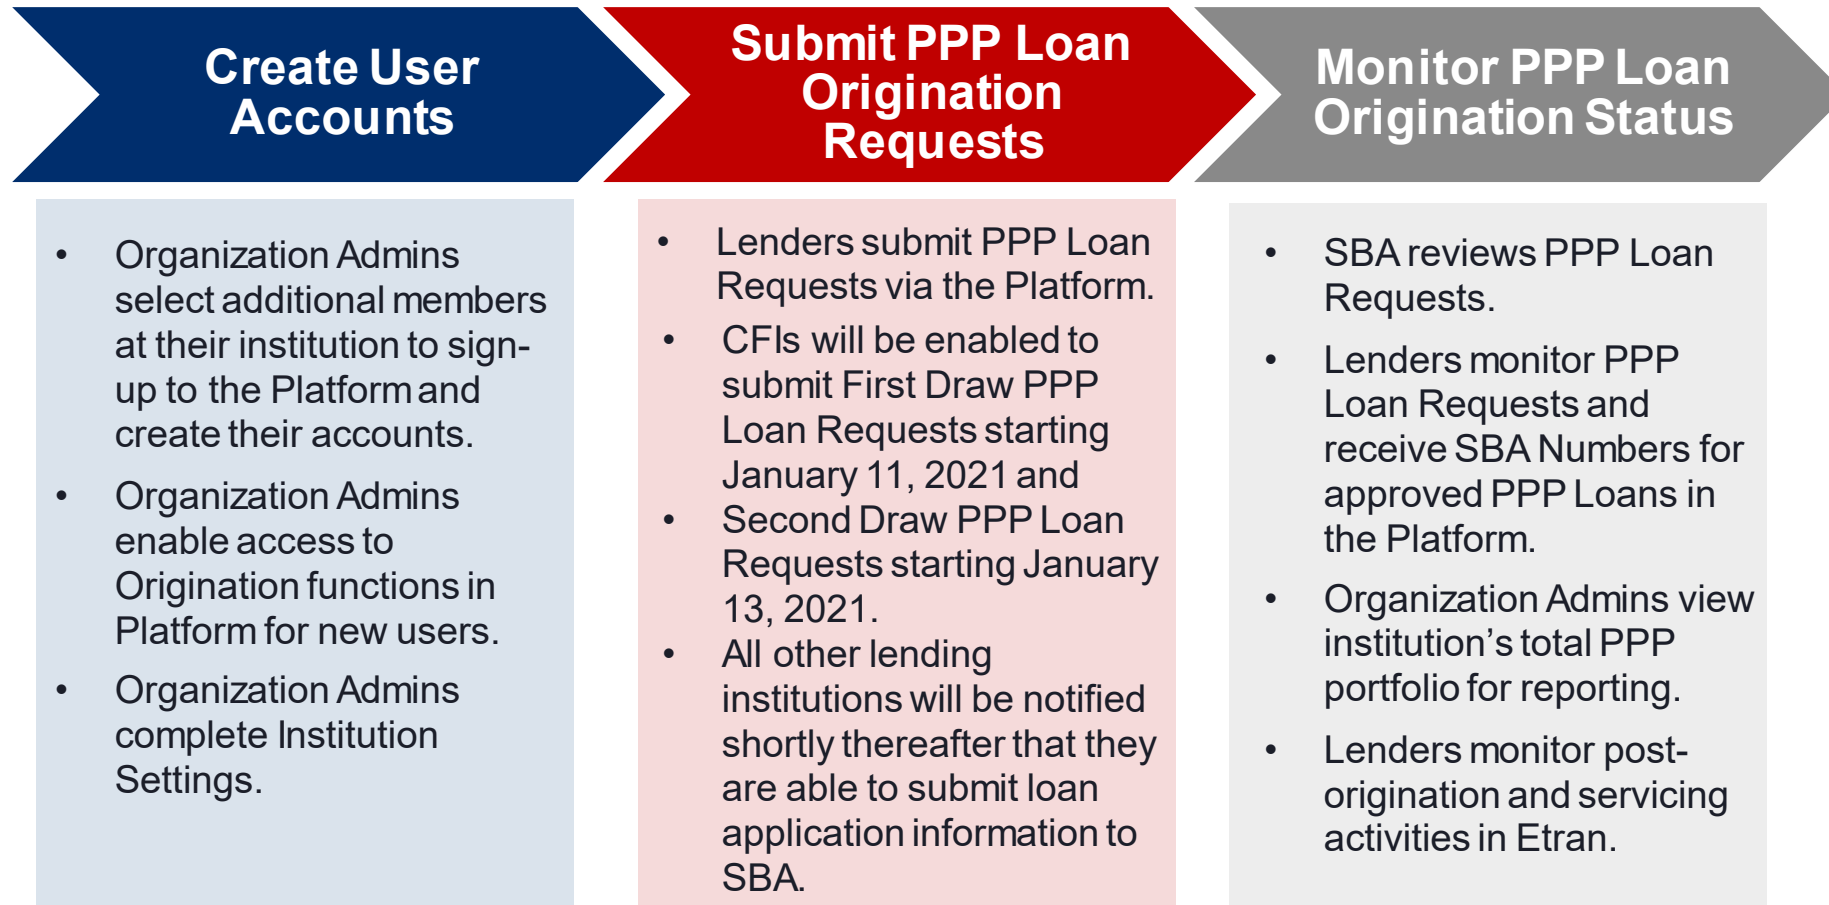 Create User
Accounts
Submit PPP Loan
Origination
Requests
Monitor PPP Loan
Origination Status
• Organization Admins
select additional members
at their institution to sign-
up to the Platform and
create their accounts.
• Organization Admins
enable access to
Origination functions in
Platform for new users.
• Organization Admins
complete Institution
Settings.
• Lenders submit PPP Loan
Requests via the Platform.
• CFIs will be enabled to
submit First Draw PPP
Loan Requests starting
January 11, 2021 and
• Second Draw PPP Loan
Requests starting January
13, 2021.
• All other lending
institutions will be notified
shortly thereafter that they
are able to submit loan
application information to
SBA.
• SBA reviews PPP Loan
Requests.
• Lenders monitor PPP
Loan Requests and
receive SBA Numbers for
approved PPP Loans in
the Platform.
• Organization Admins view
institution’s total PPP
portfolio for reporting.
• Lenders monitor post-
origination and servicing
activities in Etran.